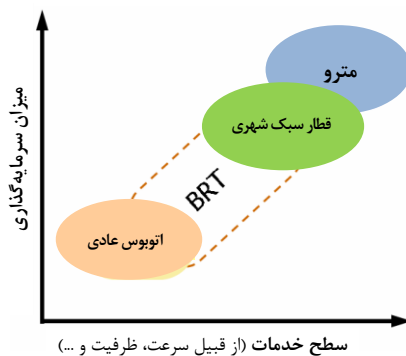 مترو
قطار سبک شهری
BRT
اتوبوس عادی
میزان سرمایه‌گذاری
سطح خدمات (از قبیل سرعت، ظرفیت و ...)